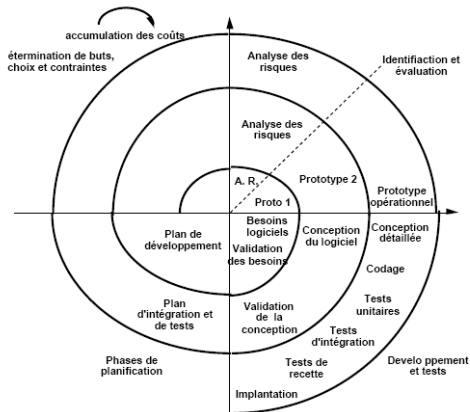 accumulation des coûts
étermination de buts,
choix et contraintes
Analyse des
risques
Identifiaction et
évaluation
Analyse des
risques
A. R.
Prototype 2
Proto 1
Prototype
opérationnel
Plan de
développement
Besoins
logiciels
Validation
des besoins
Conception
du logiciel
Conception
détaillée
Codage
Plan
d'intégration et
de tests
Validation
de la
conception
Tests
unitaires
Tests
d'intégration
Phases de
planification
Tests de
recette
Develo ppement
et tests
Implantation